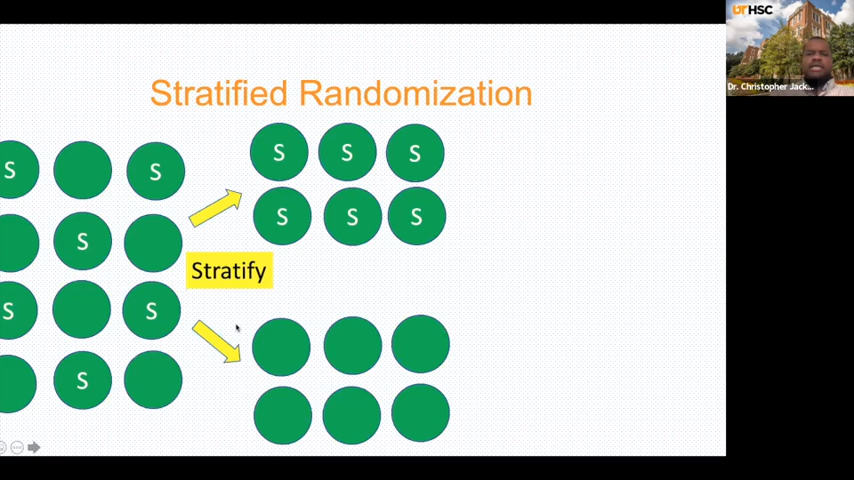 UTHSC
Dr. Christopher Jack...
Stratified Randomization
S S S
S S S
S S
S
Stratify
S S
S